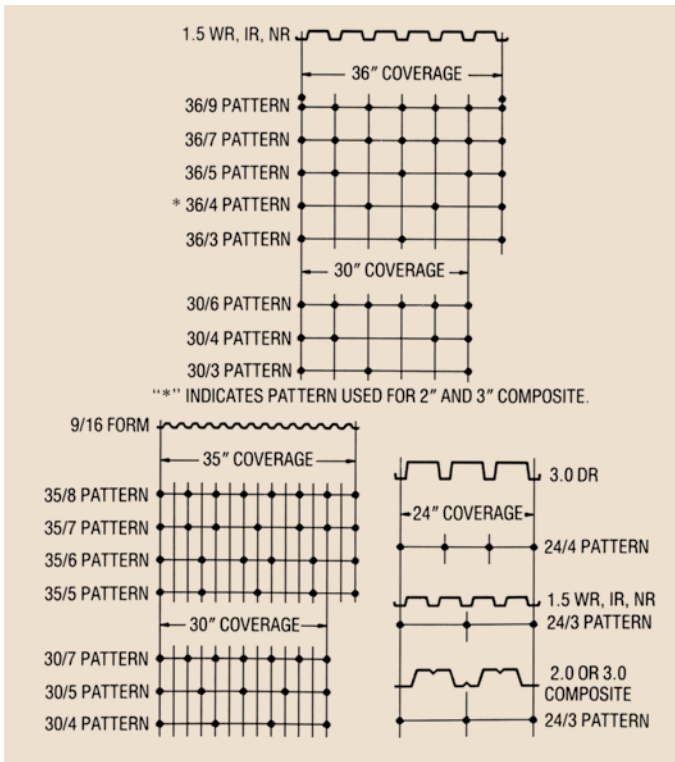 1.5 WR, IR, NR
36″ COVERAGE
36/9 PATTERN
36/7 PATTERN
36/5 PATTERN
* 36/4 PATTERN
36/3 PATTERN
30″ COVERAGE
30/6 PATTERN
30/4 PATTERN
30/3 PATTERN
“*” INDICATES PATTERN USED FOR 2″ AND 3″ COMPOSITE.
9/16 FORM
35″ COVERAGE
35/8 PATTERN
35/7 PATTERN
35/6 PATTERN
35/5 PATTERN
30″ COVERAGE
30/7 PATTERN
30/5 PATTERN
30/4 PATTERN
3.0 DR
24″ COVERAGE
24/4 PATTERN
1.5 WR, IR, NR
24/3 PATTERN
2.0 OR 3.0
COMPOSITE
24/3 PATTERN